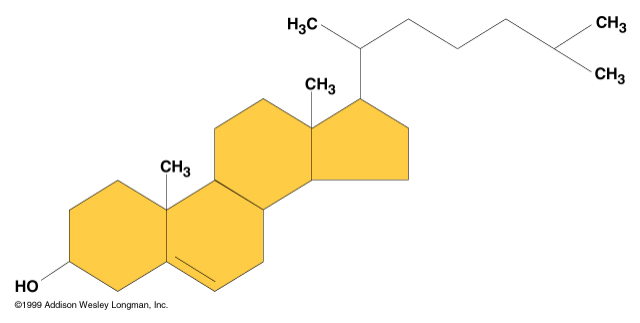 H₃C
CH₃
CH₃
CH₃
CH₃
HO
©1999 Addison Wesley Longman, Inc.